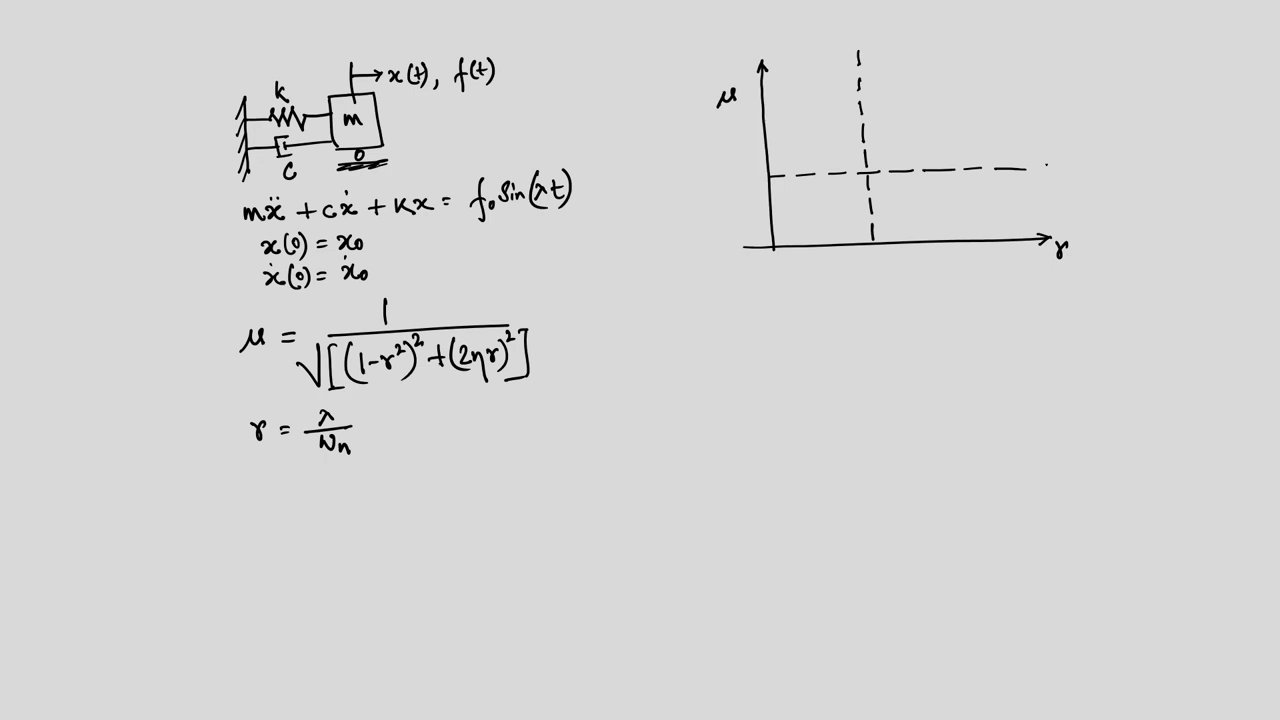 x(t), f(t)
k
m
c
mẍ + cẋ + kx = f₀ sin(λt)
x(0) = x₀
ẋ(0) = ẋ₀
μ = 1 / √[(1-r²)² + (2ηr)²]
r = λ / ωn
μ
r